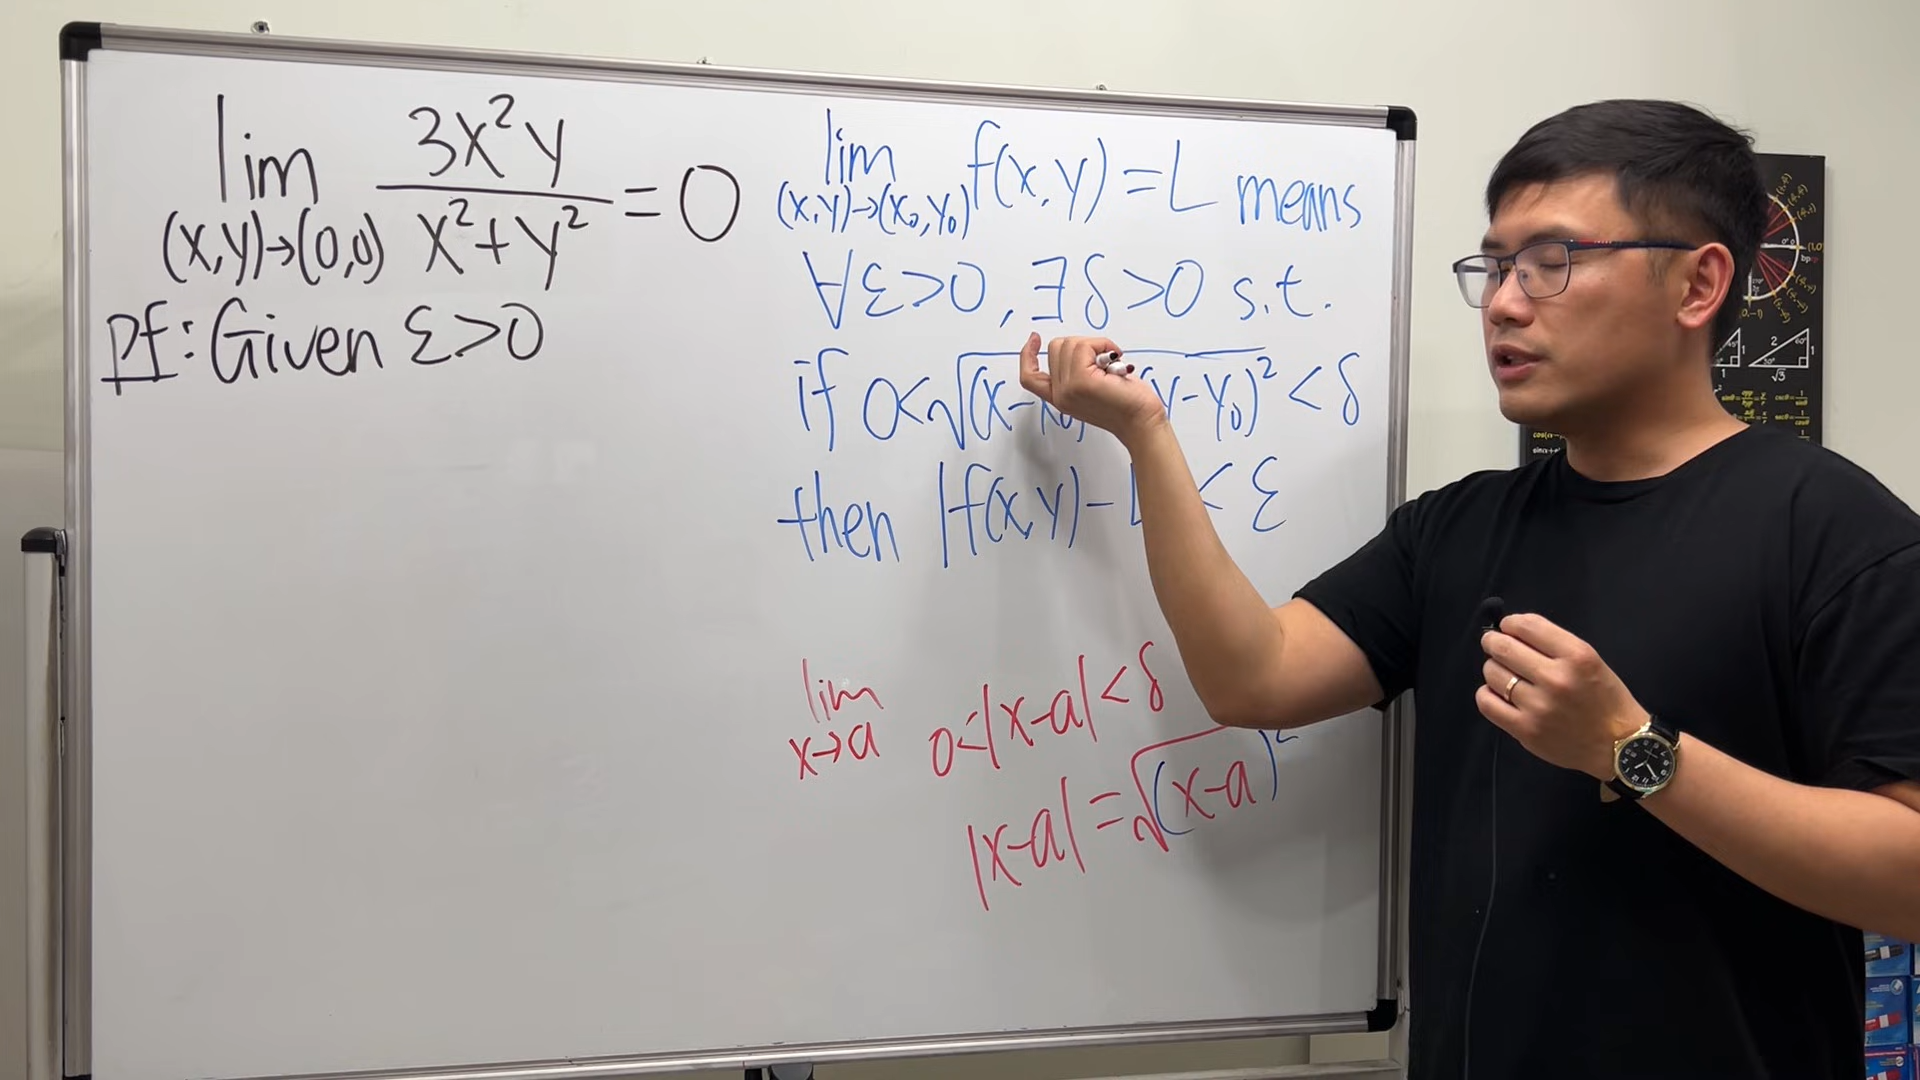 lim 3x²y / x²+y² = 0
(x,y)→(0,0)
pf: Given ε>0
lim f(x,y) = L means
(x,y)→(x₀,y₀)
∀ε>0, ∃δ>0 s.t.
if 0<√(x-x₀) (y-y₀)² < δ
then |f(x,y)- L < ε
lim 0<|x-a|<δ
x→a
|x-a| = √(x-a)²